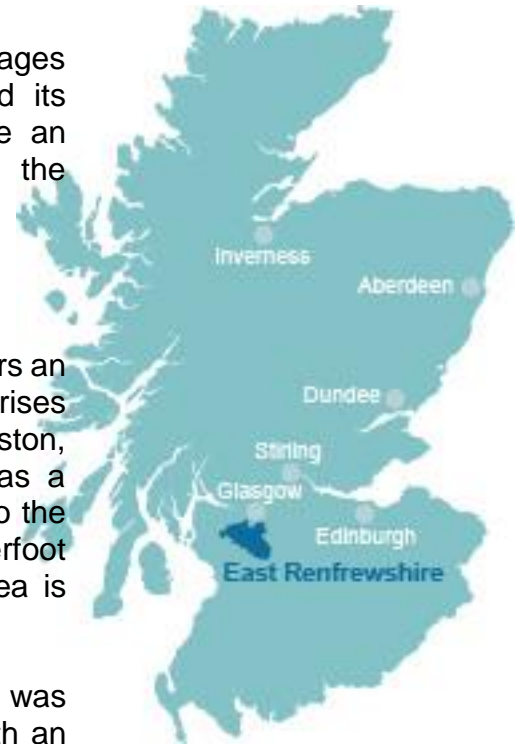 ages
d its
e an
the
Inverness
Aberdeen
rs an
rises
Dundee
ston,
Stirling
as a
Glasgow
o the
Edinburgh
erfoot
East Renfrewshire
ea is
was
th an